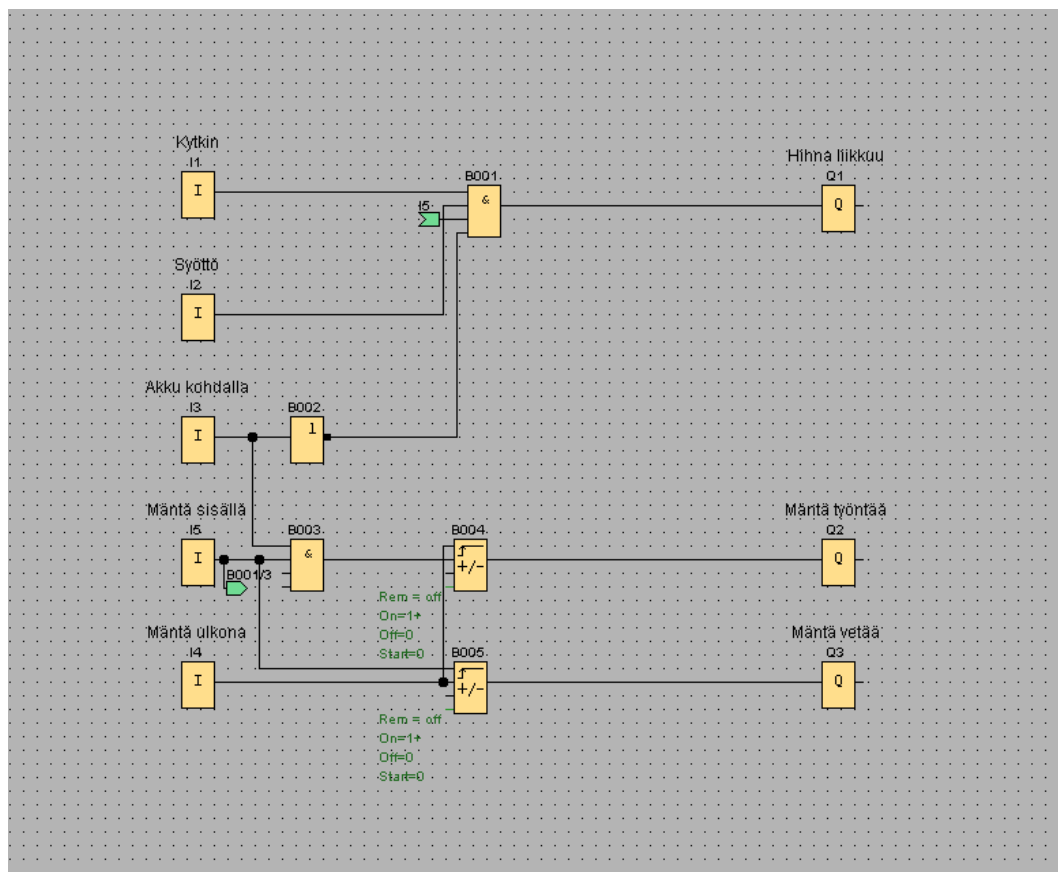 Kytkin
I1
I
Hihna liikkuu
Q1
Q
B001
&
I5
Syöttö
I2
I
Akku kohdalla
I3
I
B002
1
Mäntä sisällä
I5
I
B001/3
B003
&
B004
+/-
Rem = off
On=1+
Off=0
Start=0
Mäntä työntää
Q2
Q
Mäntä ulkona
I4
I
B005
+/-
Rem = off
On=1+
Off=0
Start=0
Mäntä vetää
Q3
Q